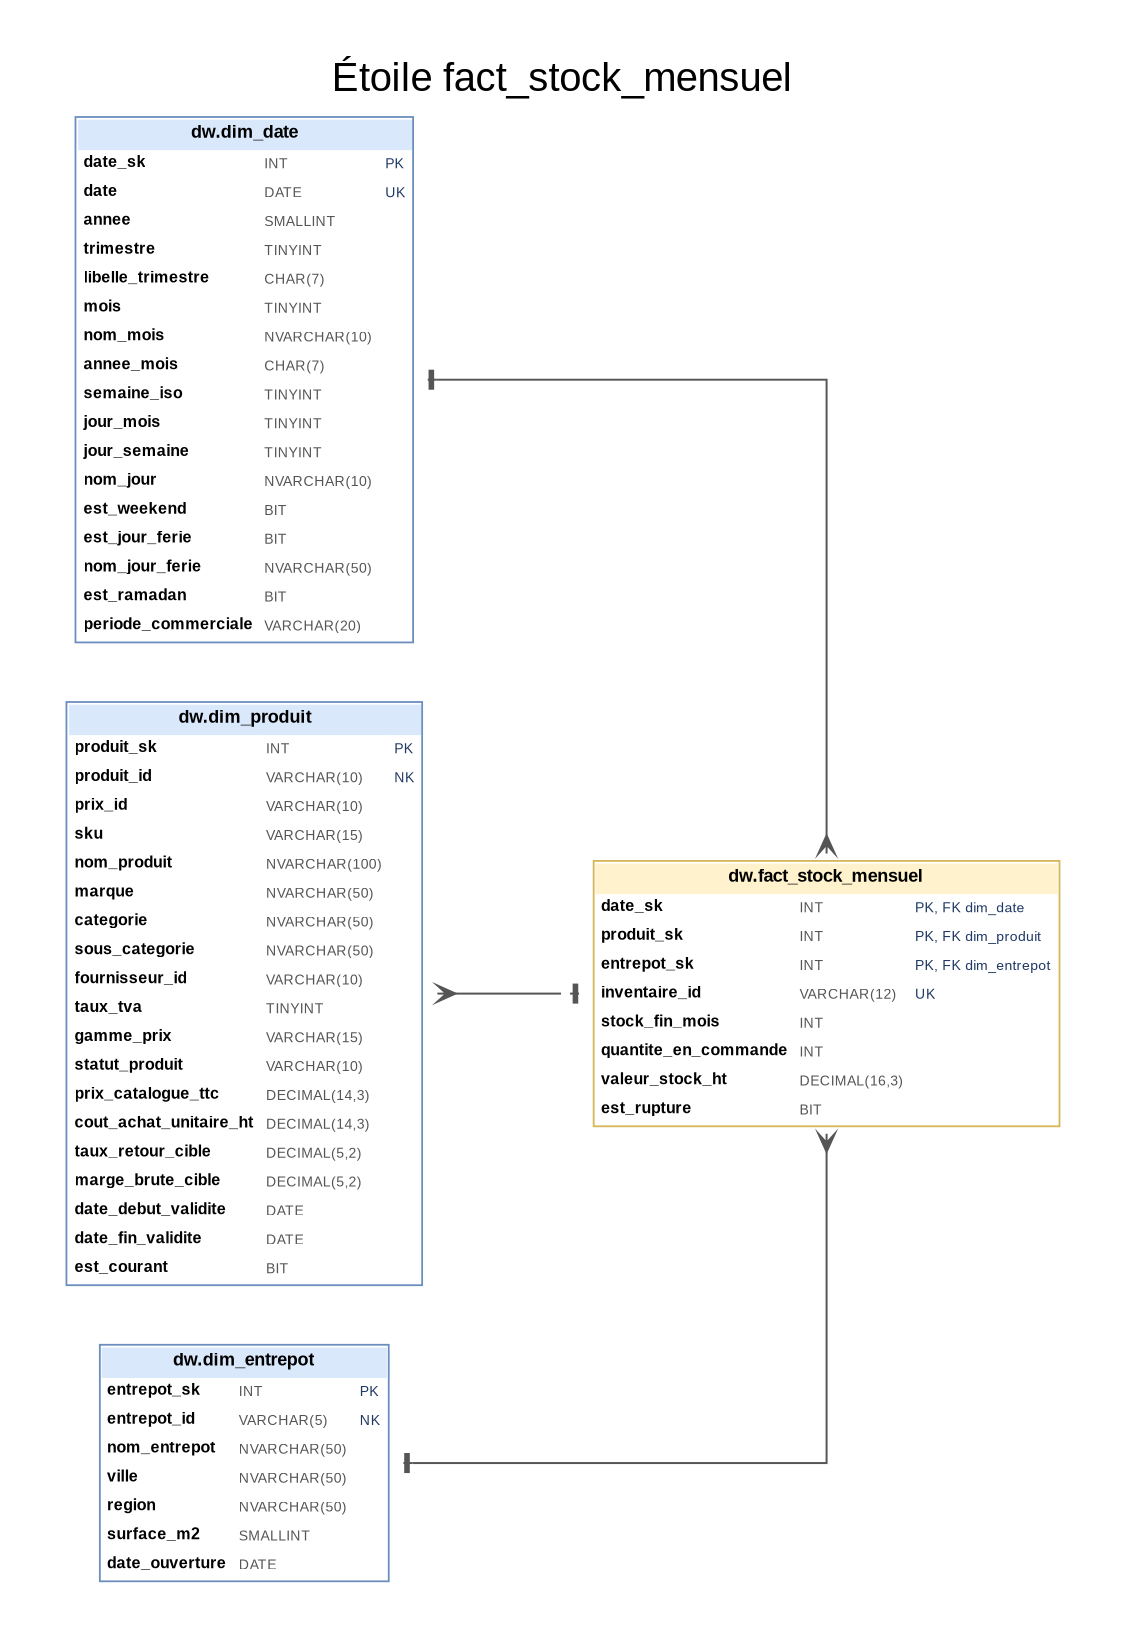 Étoile fact_stock_mensuel
dw.dim_date
date_sk INT PK
date DATE UK
annee SMALLINT
trimestre TINYINT
libelle_trimestre CHAR(7)
mois TINYINT
nom_mois NVARCHAR(10)
annee_mois CHAR(7)
semaine_iso TINYINT
jour_mois TINYINT
jour_semaine TINYINT
nom_jour NVARCHAR(10)
est_weekend BIT
est_jour_ferie BIT
nom_jour_ferie NVARCHAR(50)
est_ramadan BIT
periode_commerciale VARCHAR(20)
dw.dim_produit
produit_sk INT PK
produit_id VARCHAR(10) NK
prix_id VARCHAR(10)
sku VARCHAR(15)
nom_produit NVARCHAR(100)
marque NVARCHAR(50)
categorie NVARCHAR(50)
sous_categorie NVARCHAR(50)
fournisseur_id VARCHAR(10)
taux_tva TINYINT
gamme_prix VARCHAR(15)
statut_produit VARCHAR(10)
prix_catalogue_ttc DECIMAL(14,3)
cout_achat_unitaire_ht DECIMAL(14,3)
taux_retour_cible DECIMAL(5,2)
marge_brute_cible DECIMAL(5,2)
date_debut_validite DATE
date_fin_validite DATE
est_courant BIT
dw.fact_stock_mensuel
date_sk INT PK, FK dim_date
produit_sk INT PK, FK dim_produit
entrepot_sk INT PK, FK dim_entrepot
inventaire_id VARCHAR(12) UK
stock_fin_mois INT
quantite_en_commande INT
valeur_stock_ht DECIMAL(16,3)
est_rupture BIT
dw.dim_entrepot
entrepot_sk INT PK
entrepot_id VARCHAR(5) NK
nom_entrepot NVARCHAR(50)
ville NVARCHAR(50)
region NVARCHAR(50)
surface_m2 SMALLINT
date_ouverture DATE